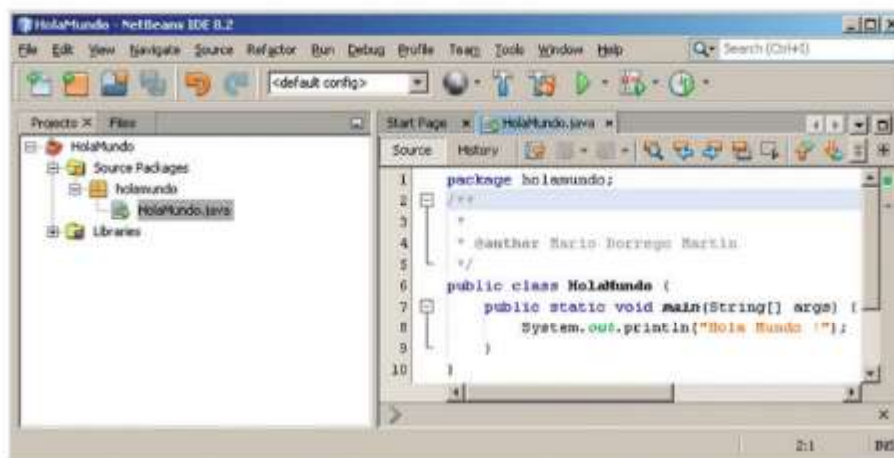 HolaMundo - NetBeans IDE 8.2
File Edit View Navigate Source Refactor Run Debug Profile Team Tools Window Help
Search (Ctrl+I)
<default config>
Projects Files
HolaMundo
Source Packages
holamundo
HolaMundo.java
Libraries
Start Page HolaMundo.java
Source History
1 package holamundo;
2 /**
3 *
4 * @author Mario Dorrego Martin
5 */
6 public class HolaMundo {
7 public static void main(String[] args) {
8 System.out.println("Hola Mundo !");
9 }
10 }
2:1 INS